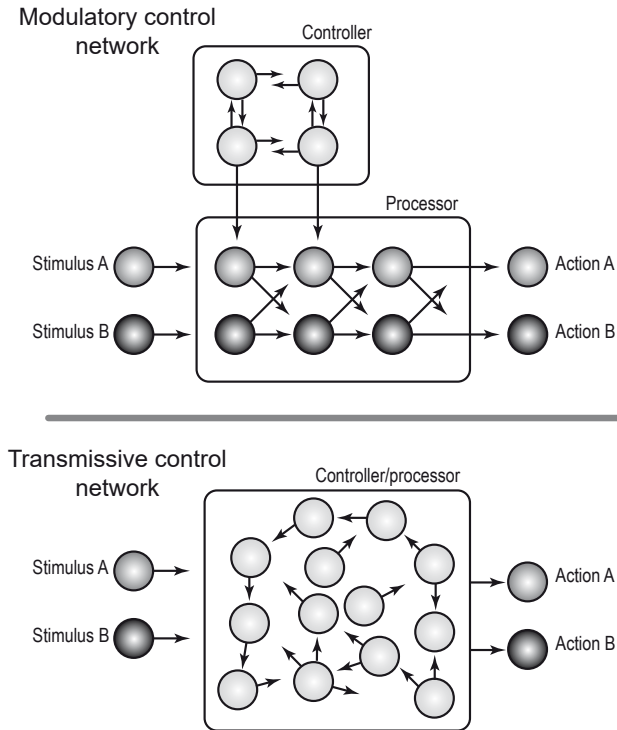 Modulatory control
network
Controller
Processor
Stimulus A
Action A
Stimulus B
Action B
Transmissive control
network
Controller/processor
Stimulus A
Action A
Stimulus B
Action B